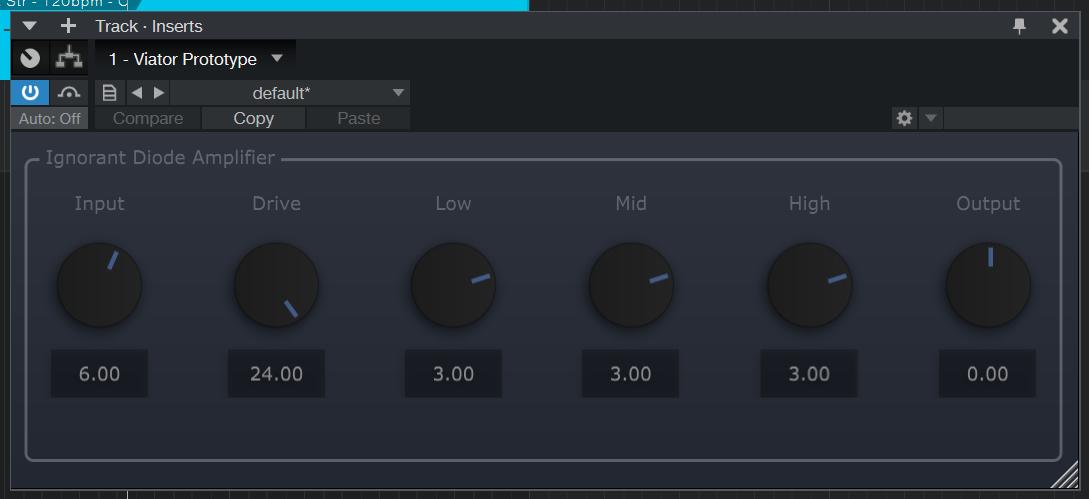 Str - 120bpm - C
Track · Inserts
1 - Viator Prototype
default*
Auto: Off Compare Copy Paste
Ignorant Diode Amplifier
Input Drive Low Mid High Output
6.00 24.00 3.00 3.00 3.00 0.00